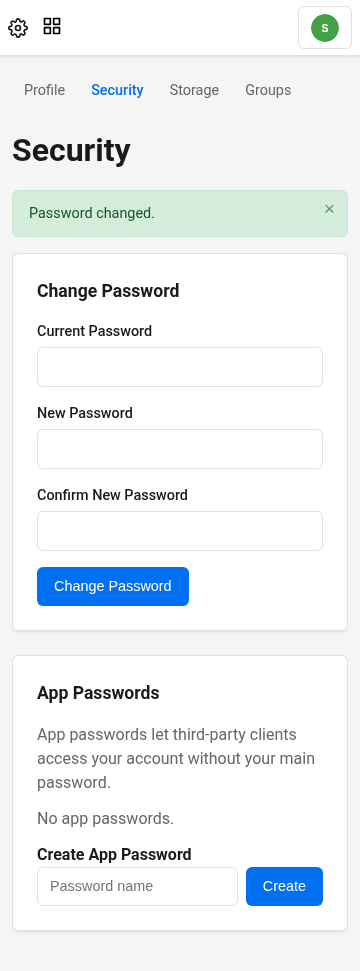 S
Profile Security Storage Groups
Security
Password changed. ×
Change Password
Current Password
New Password
Confirm New Password
Change Password
App Passwords
App passwords let third-party clients
access your account without your main
password.
No app passwords.
Create App Password
Password name Create